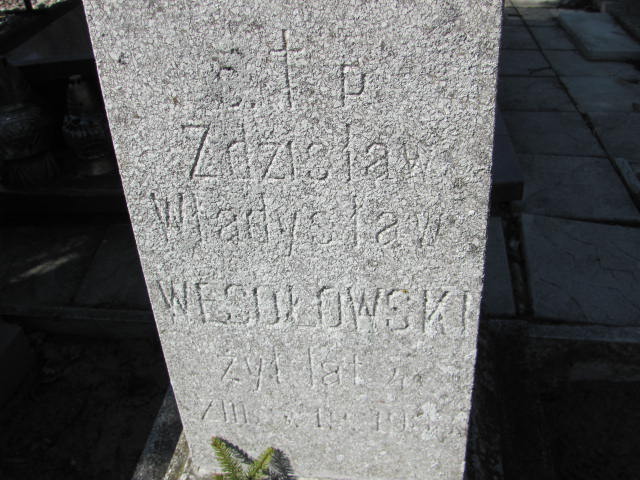 Ś. † P.
Zdzisław
Władysław
WESOŁOWSKI
żył lat